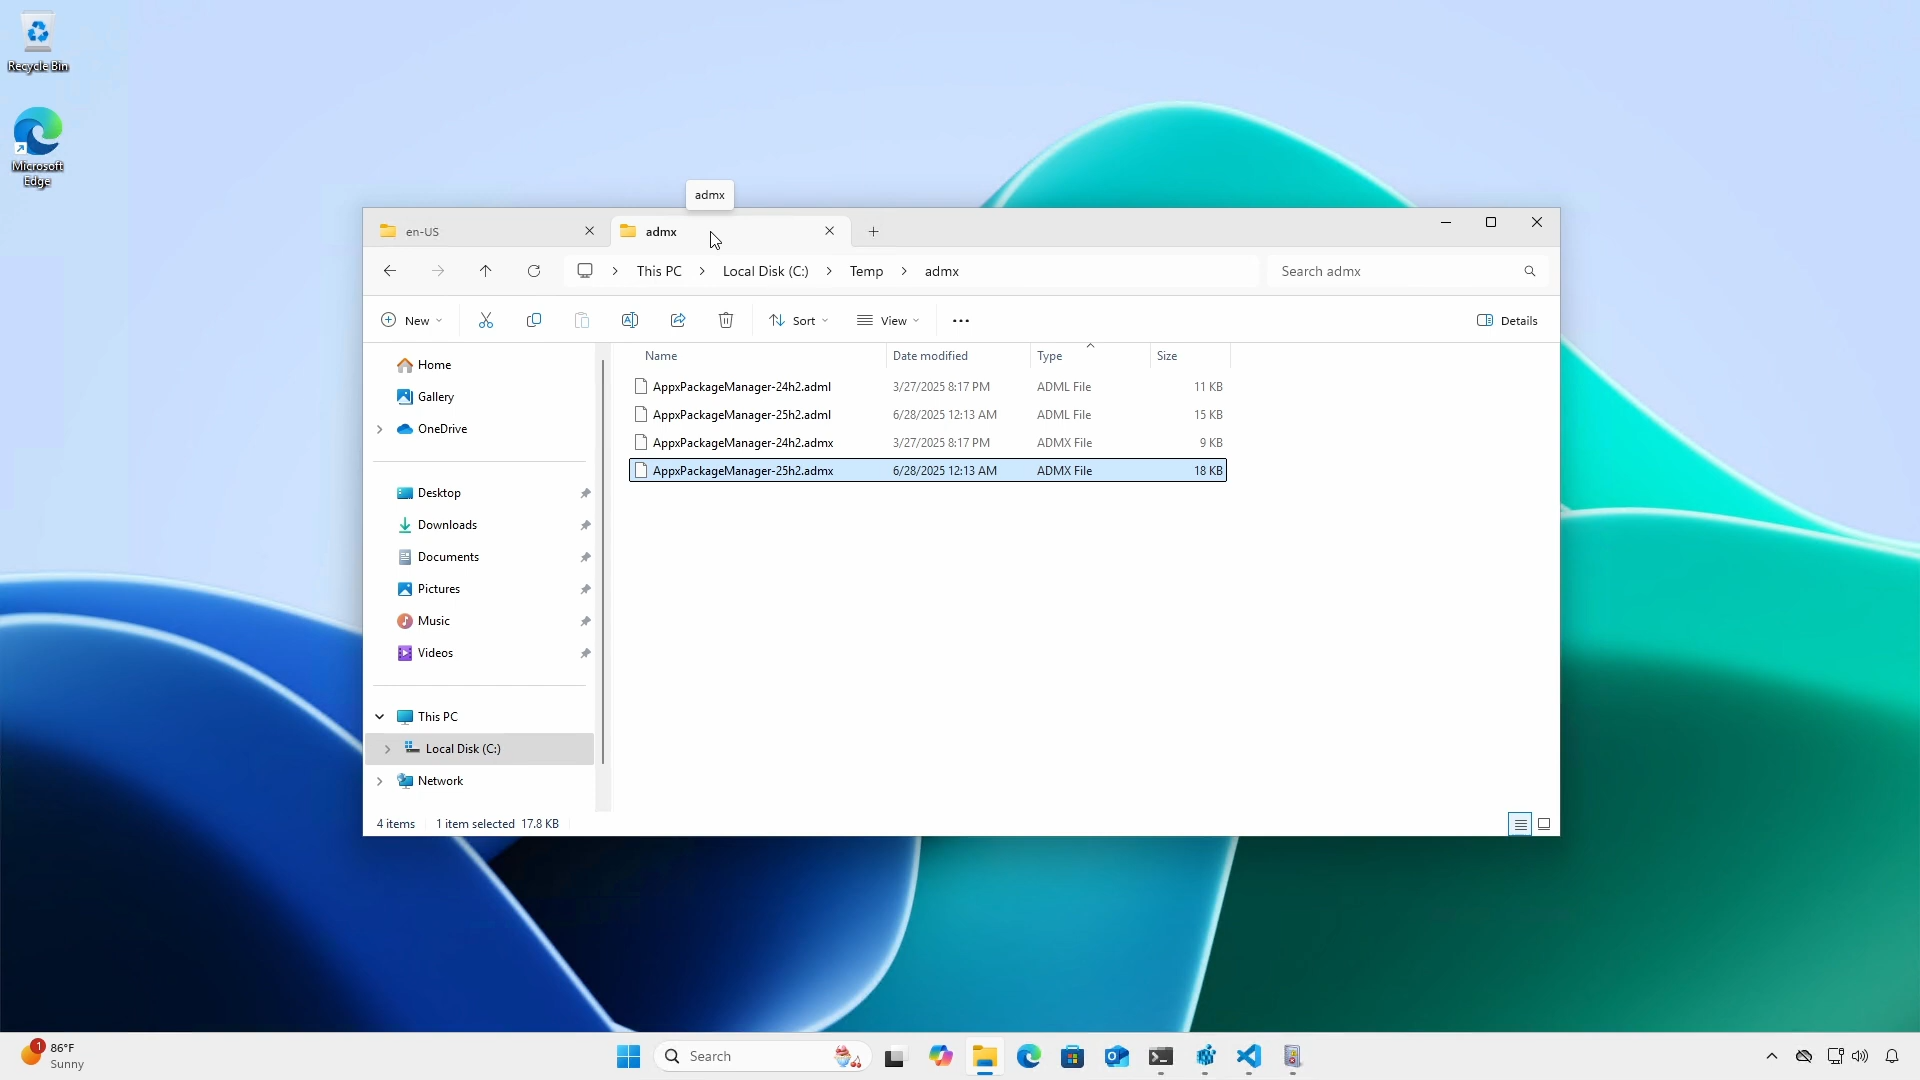 Recycle Bin
Microsoft
Edge
admx
en-US
admx
This PC
Local Disk (C:)
Temp
admx
Search admx
New
Sort
View
Details
Name Date modified Type Size
AppxPackageManager-24h2.adml 3/27/2025 8:17 PM ADML File 11 KB
AppxPackageManager-25h2.adml 6/28/2025 12:13 AM ADML File 15 KB
AppxPackageManager-24h2.admx 3/27/2025 8:17 PM ADMX File 9 KB
AppxPackageManager-25h2.admx 6/28/2025 12:13 AM ADMX File 18 KB
Home
Gallery
OneDrive
Desktop
Downloads
Documents
Pictures
Music
Videos
This PC
Local Disk (C:)
Network
4 items 1 item selected 17.8 KB
1
86°F
Sunny
Search